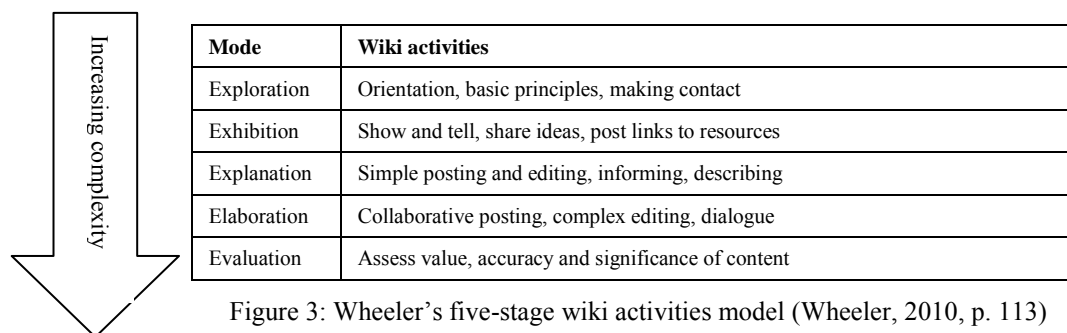 Increasing complexity
Mode Wiki activities
Exploration Orientation, basic principles, making contact
Exhibition Show and tell, share ideas, post links to resources
Explanation Simple posting and editing, informing, describing
Elaboration Collaborative posting, complex editing, dialogue
Evaluation Assess value, accuracy and significance of content
Figure 3: Wheeler’s five-stage wiki activities model (Wheeler, 2010, p. 113)